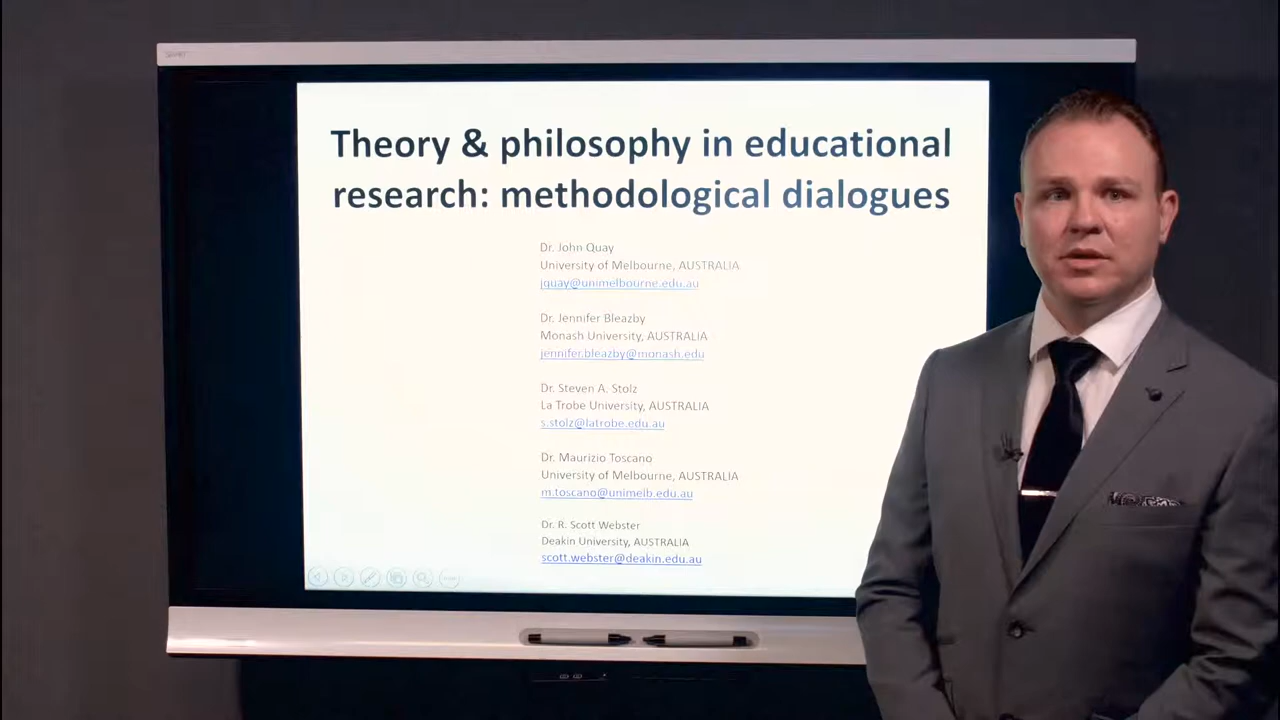 SMART
Theory & philosophy in educational
research: methodological dialogues
Dr. John Quay
University of Melbourne, AUSTRALIA
jquay@unimelbourne.edu.au
Dr. Jennifer Bleazby
Monash University, AUSTRALIA
jennifer.bleazby@monash.edu
Dr. Steven A. Stolz
La Trobe University, AUSTRALIA
s.stolz@latrobe.edu.au
Dr. Maurizio Toscano
University of Melbourne, AUSTRALIA
m.toscano@unimelb.edu.au
Dr. R. Scott Webster
Deakin University, AUSTRALIA
scott.webster@deakin.edu.au